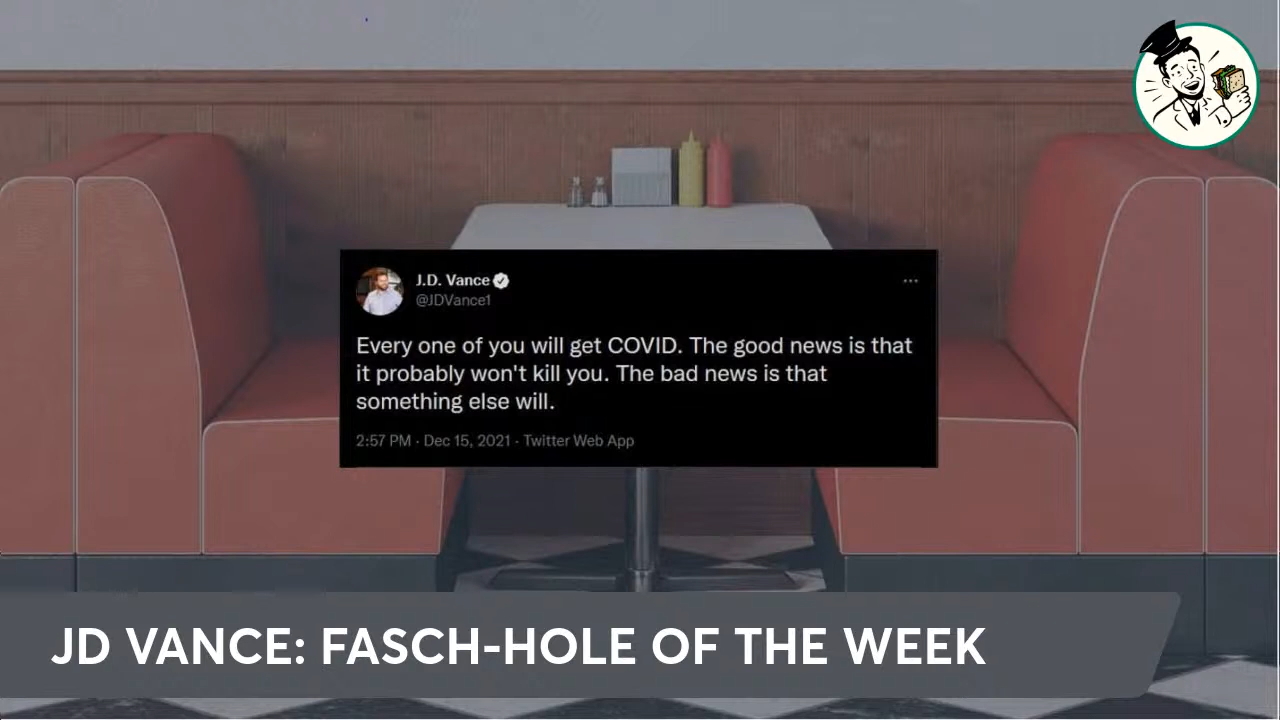 J.D. Vance
@JDVance1
Every one of you will get COVID. The good news is that
it probably won't kill you. The bad news is that
something else will.
2:57 PM · Dec 15, 2021 · Twitter Web App
JD VANCE: FASCH-HOLE OF THE WEEK